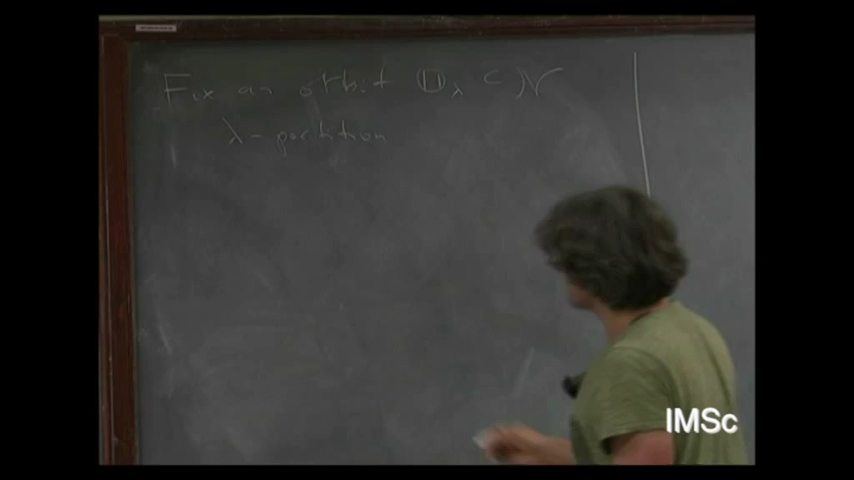 Fix an orbit 𝕆_λ ⊂ 𝒩
λ - partition
IMSc